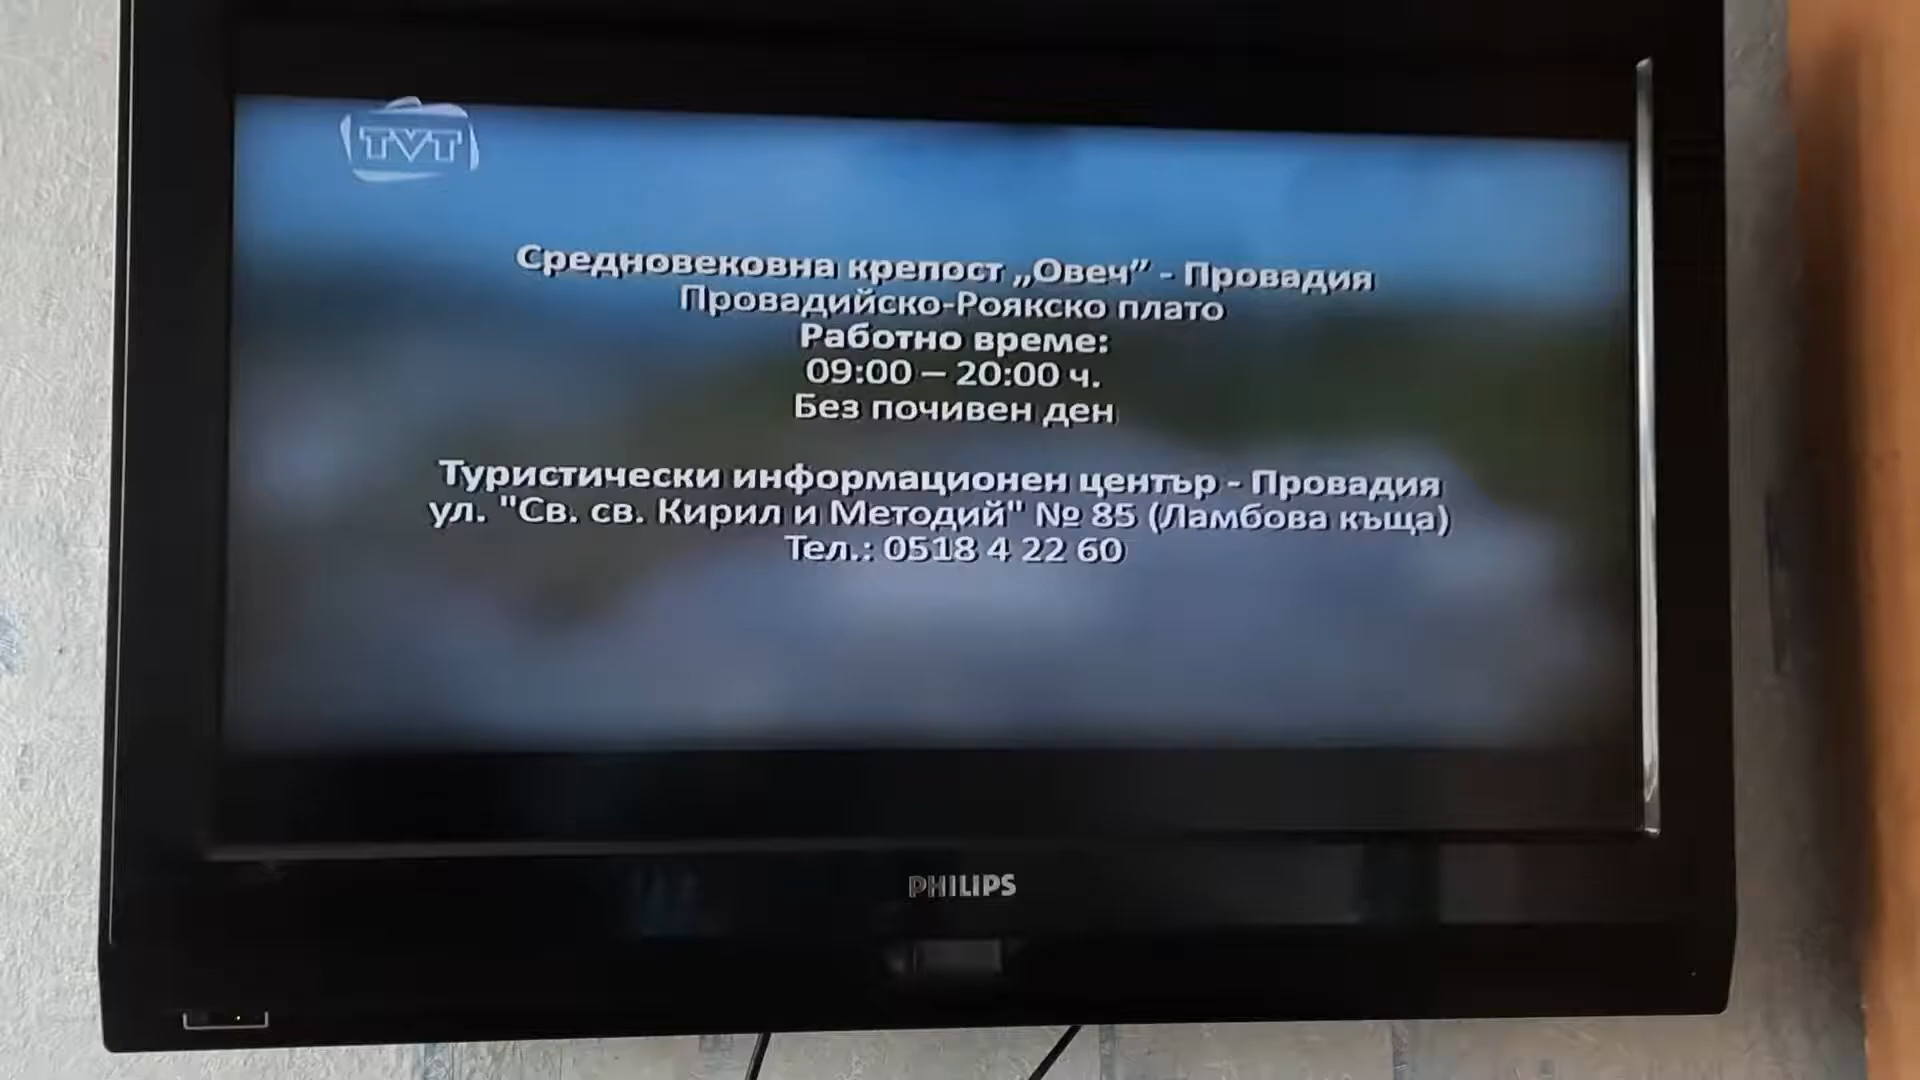 TVT
Средновековна крепост „Овеч” - Провадия
Провадийско-Роякско плато
Работно време:
09:00 – 20:00 ч.
Без почивен ден
Туристически информационен център - Провадия
ул. "Св. св. Кирил и Методий" № 85 (Ламбова къща)
Тел.: 0518 4 22 60
PHILIPS